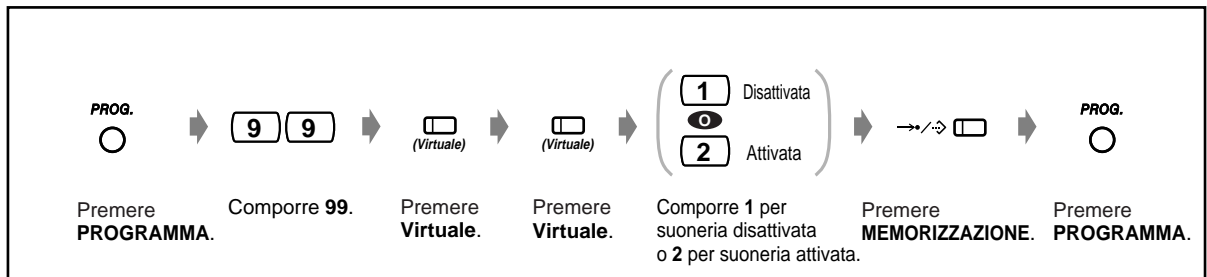 PROG.
9 9
(Virtuale)
(Virtuale)
1 Disattivata
o
2 Attivata
PROG.
Premere
PROGRAMMA.
Comporre 99.
Premere
Virtuale.
Premere
Virtuale.
Comporre 1 per
suoneria disattivata
o 2 per suoneria attivata.
Premere
MEMORIZZAZIONE.
Premere
PROGRAMMA.